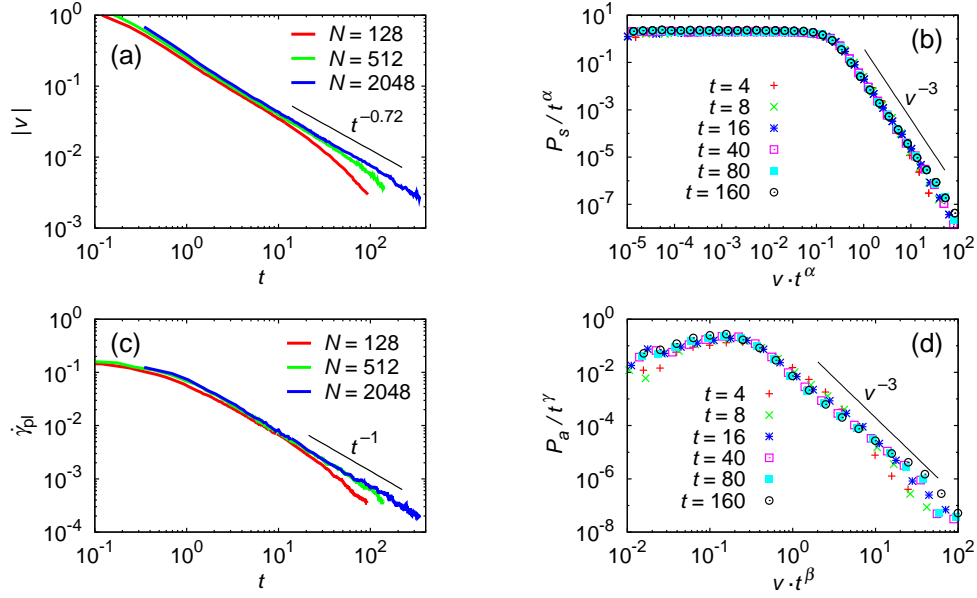 (a)
N = 128
N = 512
N = 2048
t^{-0.72}
|v|
10^0
10^{-1}
10^{-2}
10^{-3}
10^{-1} 10^0 10^1 10^2
t
(b)
t = 4
t = 8
t = 16
t = 40
t = 80
t = 160
v^{-3}
P_s / t^α
10^1
10^{-1}
10^{-3}
10^{-5}
10^{-7}
10^{-5} 10^{-4} 10^{-3} 10^{-2} 10^{-1} 10^0 10^1 10^2
v·t^α
(c)
N = 128
N = 512
N = 2048
t^{-1}
γ̇_{pl}
10^0
10^{-1}
10^{-2}
10^{-3}
10^{-4}
10^{-1} 10^0 10^1 10^2
t
(d)
t = 4
t = 8
t = 16
t = 40
t = 80
t = 160
v^{-3}
P_a / t^γ
10^0
10^{-2}
10^{-4}
10^{-6}
10^{-8}
10^{-2} 10^{-1} 10^0 10^1 10^2
v·t^β